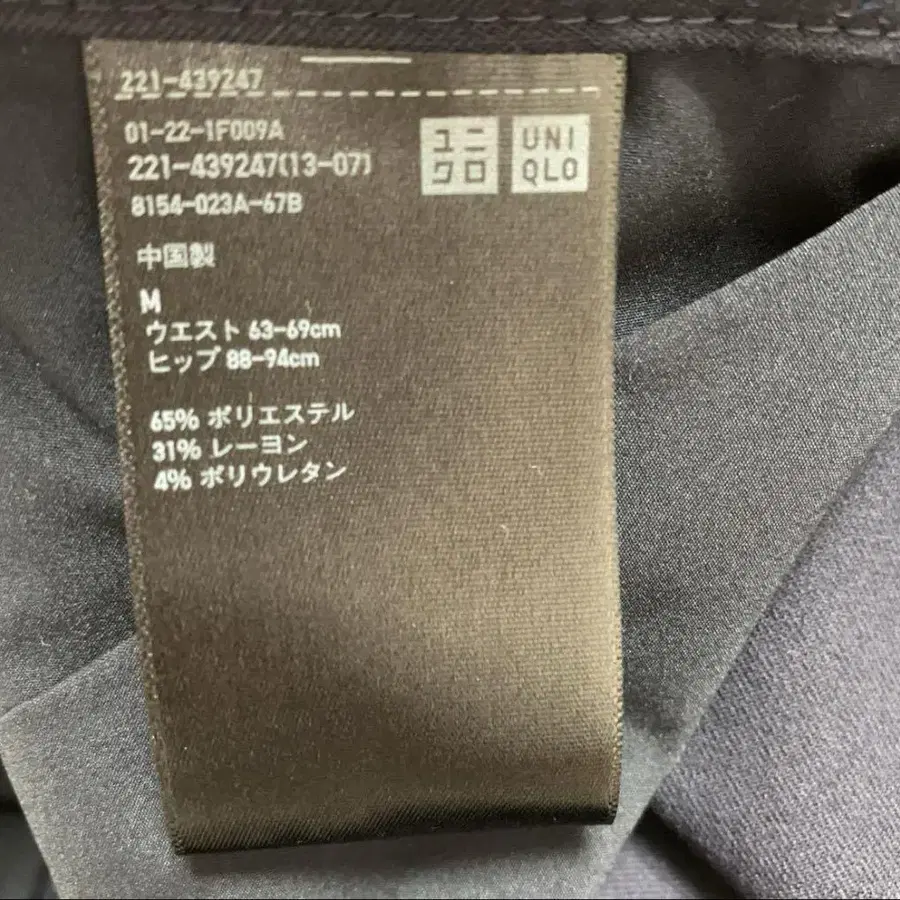 221-439247
01-22-1F009A
221-439247(13-07)
8154-023A-67B
ユニ
クロ
UNI
QLO
中国製
M
ウエスト 63-69cm
ヒップ 88-94cm
65% ポリエステル
31% レーヨン
4% ポリウレタン